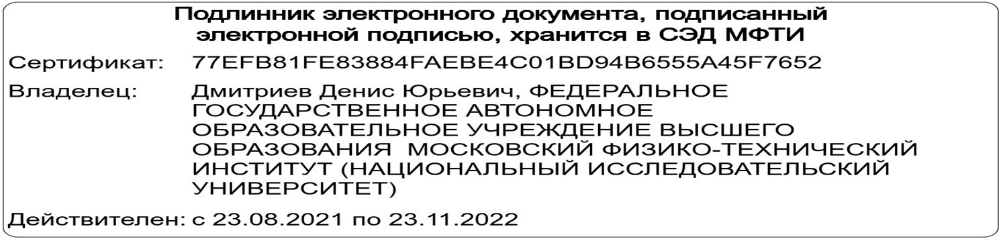 Подлинник электронного документа, подписанный
электронной подписью, хранится в СЭД МФТИ
Сертификат: 77EFB81FE83884FAEBE4C01BD94B6555A45F7652
Владелец: Дмитриев Денис Юрьевич, ФЕДЕРАЛЬНОЕ
ГОСУДАРСТВЕННОЕ АВТОНОМНОЕ
ОБРАЗОВАТЕЛЬНОЕ УЧРЕЖДЕНИЕ ВЫСШЕГО
ОБРАЗОВАНИЯ МОСКОВСКИЙ ФИЗИКО-ТЕХНИЧЕСКИЙ
ИНСТИТУТ (НАЦИОНАЛЬНЫЙ ИССЛЕДОВАТЕЛЬСКИЙ
УНИВЕРСИТЕТ)
Действителен: с 23.08.2021 по 23.11.2022